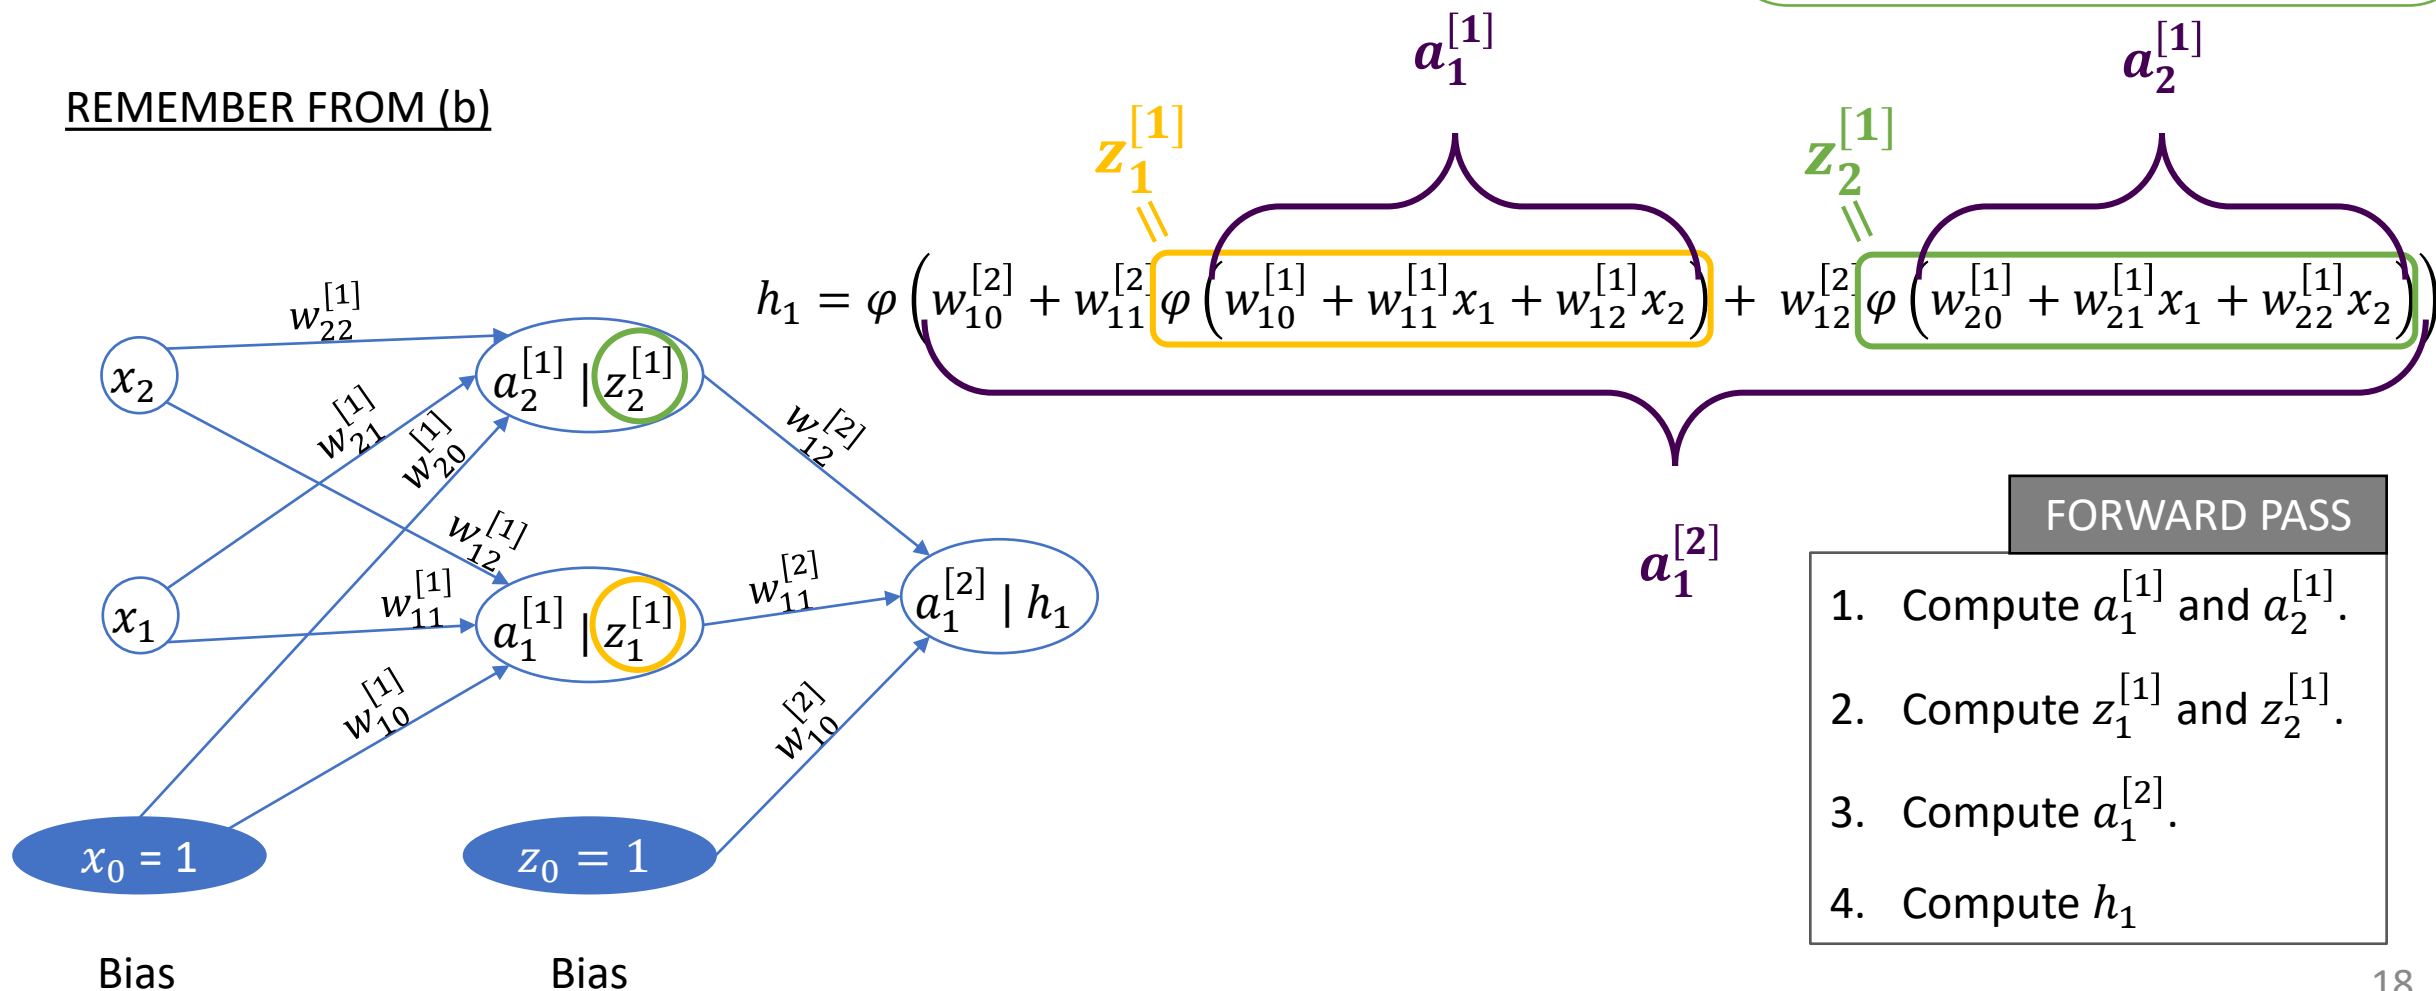 REMEMBER FROM (b)
a_1^{[1]}
a_2^{[1]}
z_1^{[1]}
z_2^{[1]}
=
=
h_1 = φ(w_{10}^{[2]} + w_{11}^{[2]} φ(w_{10}^{[1]} + w_{11}^{[1]} x_1 + w_{12}^{[1]} x_2) + w_{12}^{[2]} φ(w_{20}^{[1]} + w_{21}^{[1]} x_1 + w_{22}^{[1]} x_2))
a_1^{[2]}
w_{22}^{[1]}
x_2
a_2^{[1]} | z_2^{[1]}
w_{21}^{[1]}
w_{20}^{[1]}
w_{12}^{[2]}
w_{12}^{[1]}
w_{11}^{[1]}
x_1
a_1^{[1]} | z_1^{[1]}
w_{11}^{[2]}
a_1^{[2]} | h_1
w_{10}^{[1]}
w_{10}^{[2]}
x_0 = 1
z_0 = 1
Bias
Bias
FORWARD PASS
1. Compute a_1^{[1]} and a_2^{[1]}.
2. Compute z_1^{[1]} and z_2^{[1]}.
3. Compute a_1^{[2]}.
4. Compute h_1
18